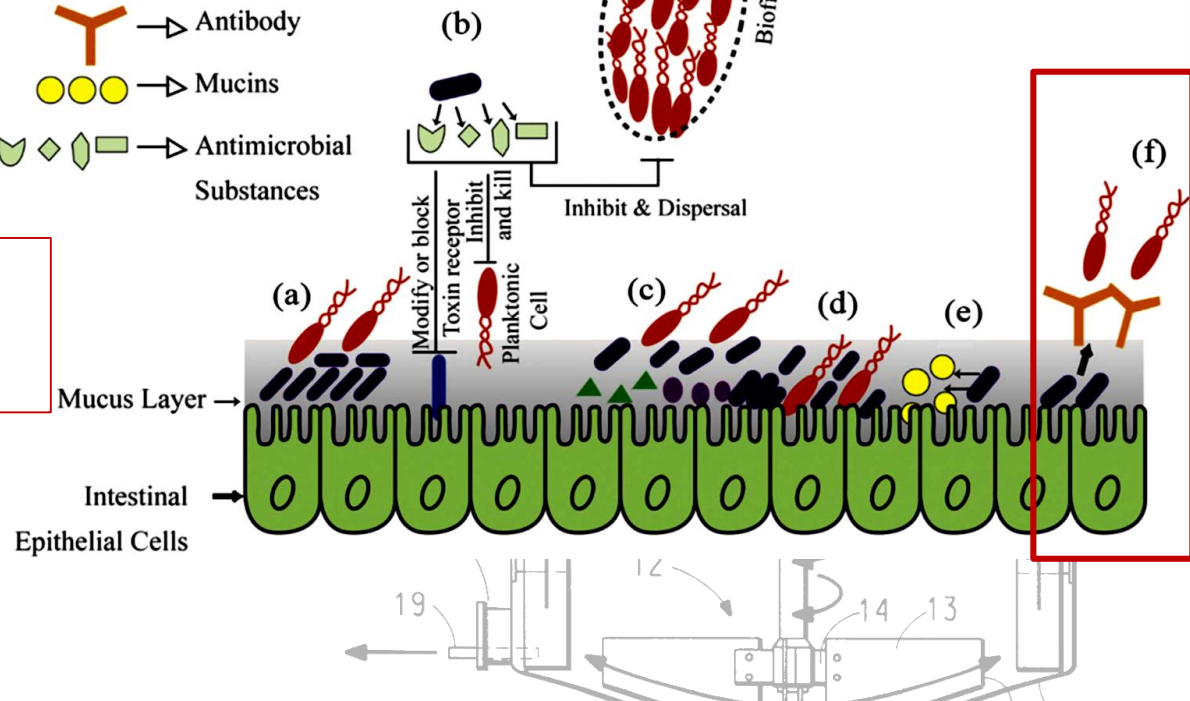 Antibody
Mucins
Antimicrobial
Substances
(b)
Modify or block
Toxin receptor
Inhibit
and kill
Planktonic
Cell
Inhibit & Dispersal
(a)
(c)
(d)
(e)
(f)
Mucus Layer
Intestinal
Epithelial Cells
12
19
14
13